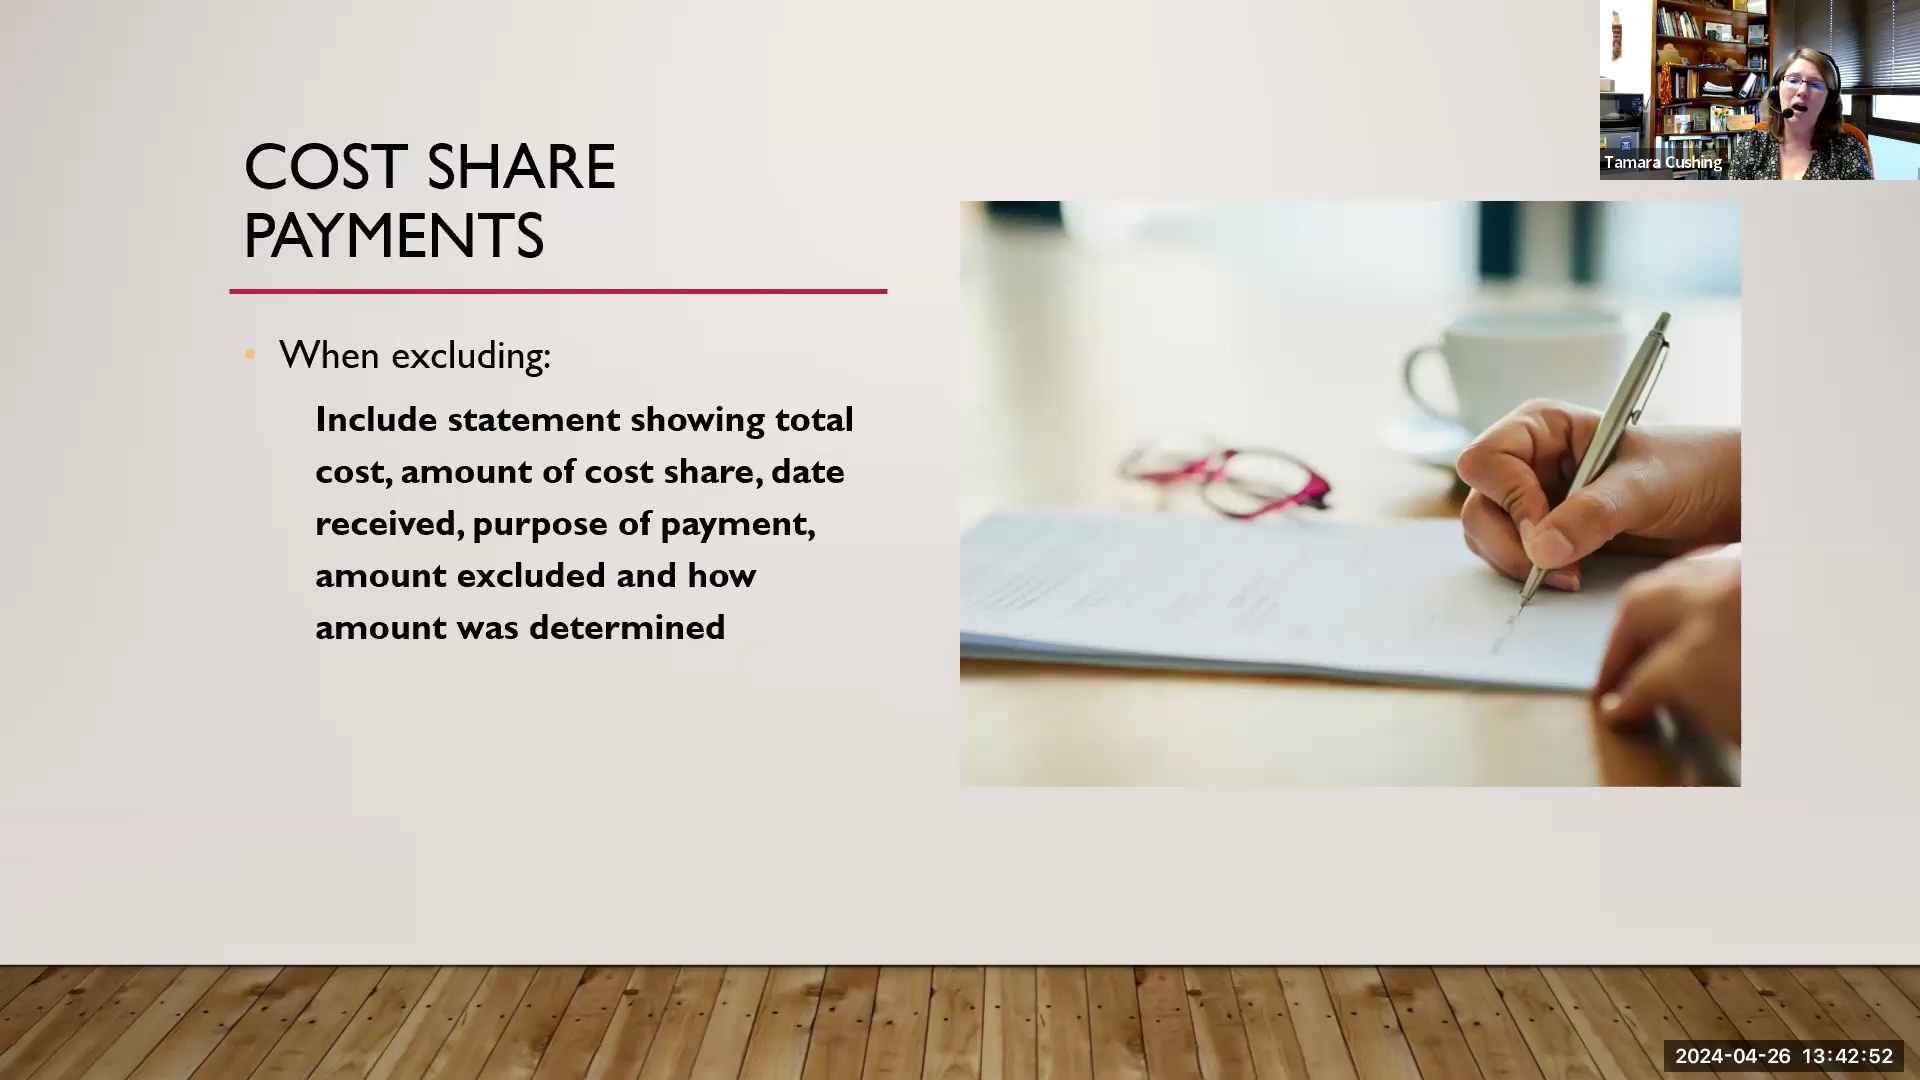 COST SHARE
PAYMENTS
• When excluding:
Include statement showing total
cost, amount of cost share, date
received, purpose of payment,
amount excluded and how
amount was determined
Tamara Cushing
2024-04-26 13:42:52